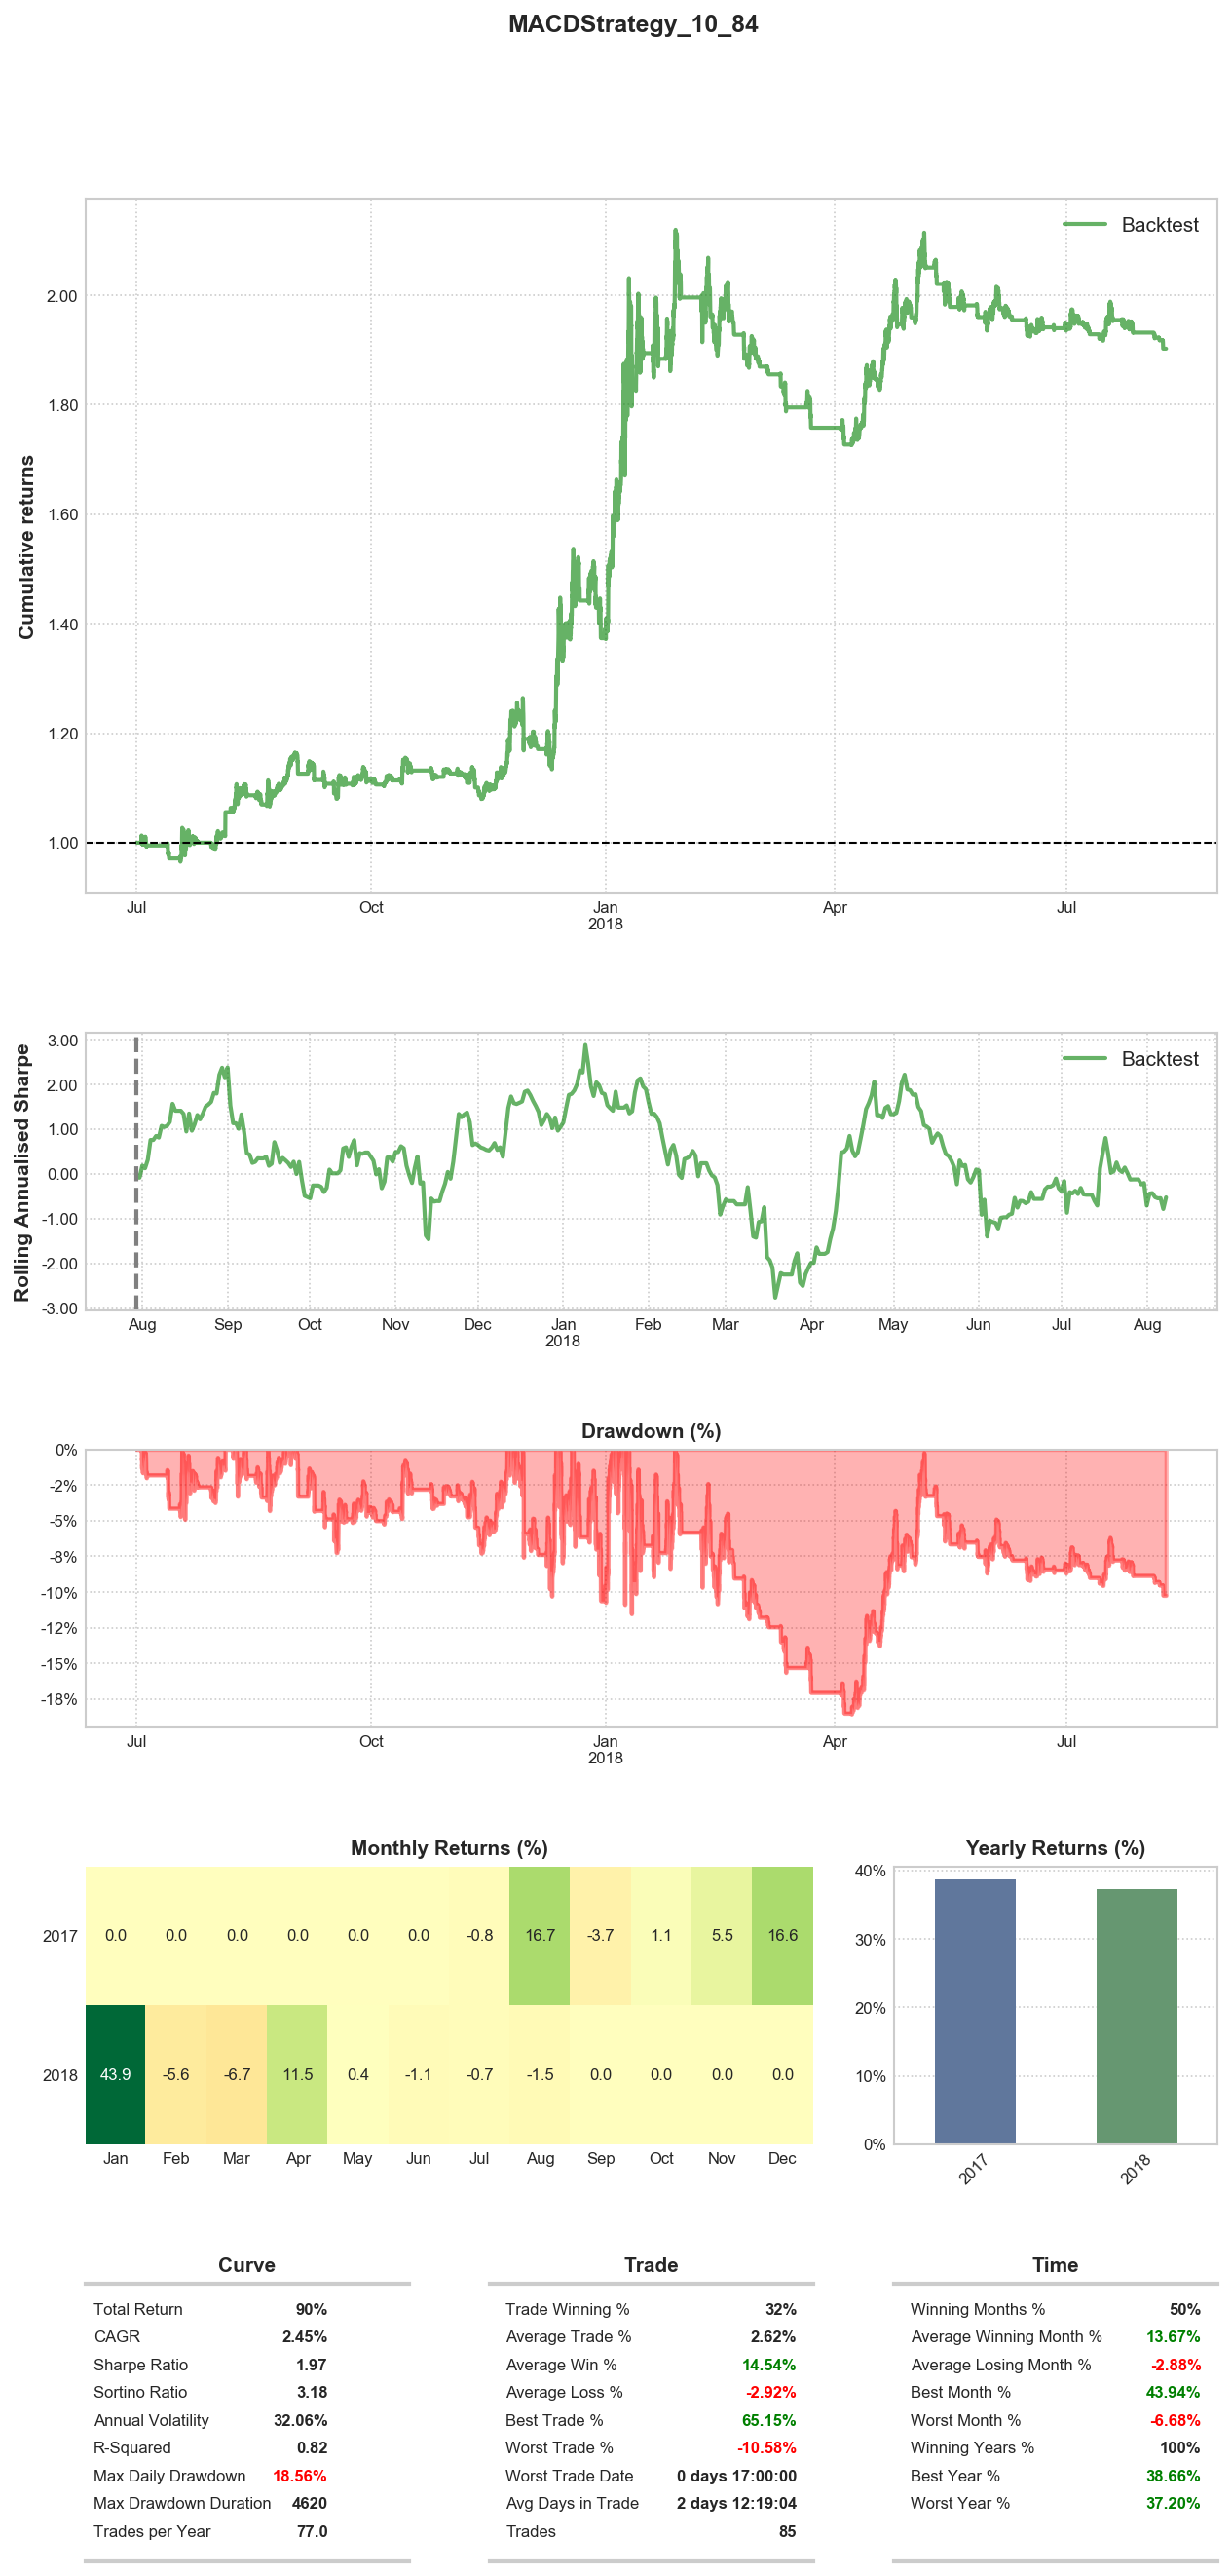 MACDStrategy_10_84
Backtest
2.00
1.80
1.60
1.40
1.20
1.00
Cumulative returns
Jul Oct Jan Apr Jul
2018
Backtest
3.00
2.00
1.00
0.00
-1.00
-2.00
-3.00
Rolling Annualised Sharpe
Aug Sep Oct Nov Dec Jan Feb Mar Apr May Jun Jul Aug
2018
Drawdown (%)
0%
-2%
-5%
-8%
-10%
-12%
-15%
-18%
Jul Oct Jan Apr Jul
2018
Monthly Returns (%)
2017 0.0 0.0 0.0 0.0 0.0 0.0 -0.8 16.7 -3.7 1.1 5.5 16.6
2018 43.9 -5.6 -6.7 11.5 0.4 -1.1 -0.7 -1.5 0.0 0.0 0.0 0.0
Jan Feb Mar Apr May Jun Jul Aug Sep Oct Nov Dec
Yearly Returns (%)
40%
30%
20%
10%
0%
2017 2018
Curve
Total Return 90%
CAGR 2.45%
Sharpe Ratio 1.97
Sortino Ratio 3.18
Annual Volatility 32.06%
R-Squared 0.82
Max Daily Drawdown 18.56%
Max Drawdown Duration 4620
Trades per Year 77.0
Trade
Trade Winning % 32%
Average Trade % 2.62%
Average Win % 14.54%
Average Loss % -2.92%
Best Trade % 65.15%
Worst Trade % -10.58%
Worst Trade Date 0 days 17:00:00
Avg Days in Trade 2 days 12:19:04
Trades 85
Time
Winning Months % 50%
Average Winning Month % 13.67%
Average Losing Month % -2.88%
Best Month % 43.94%
Worst Month % -6.68%
Winning Years % 100%
Best Year % 38.66%
Worst Year % 37.20%